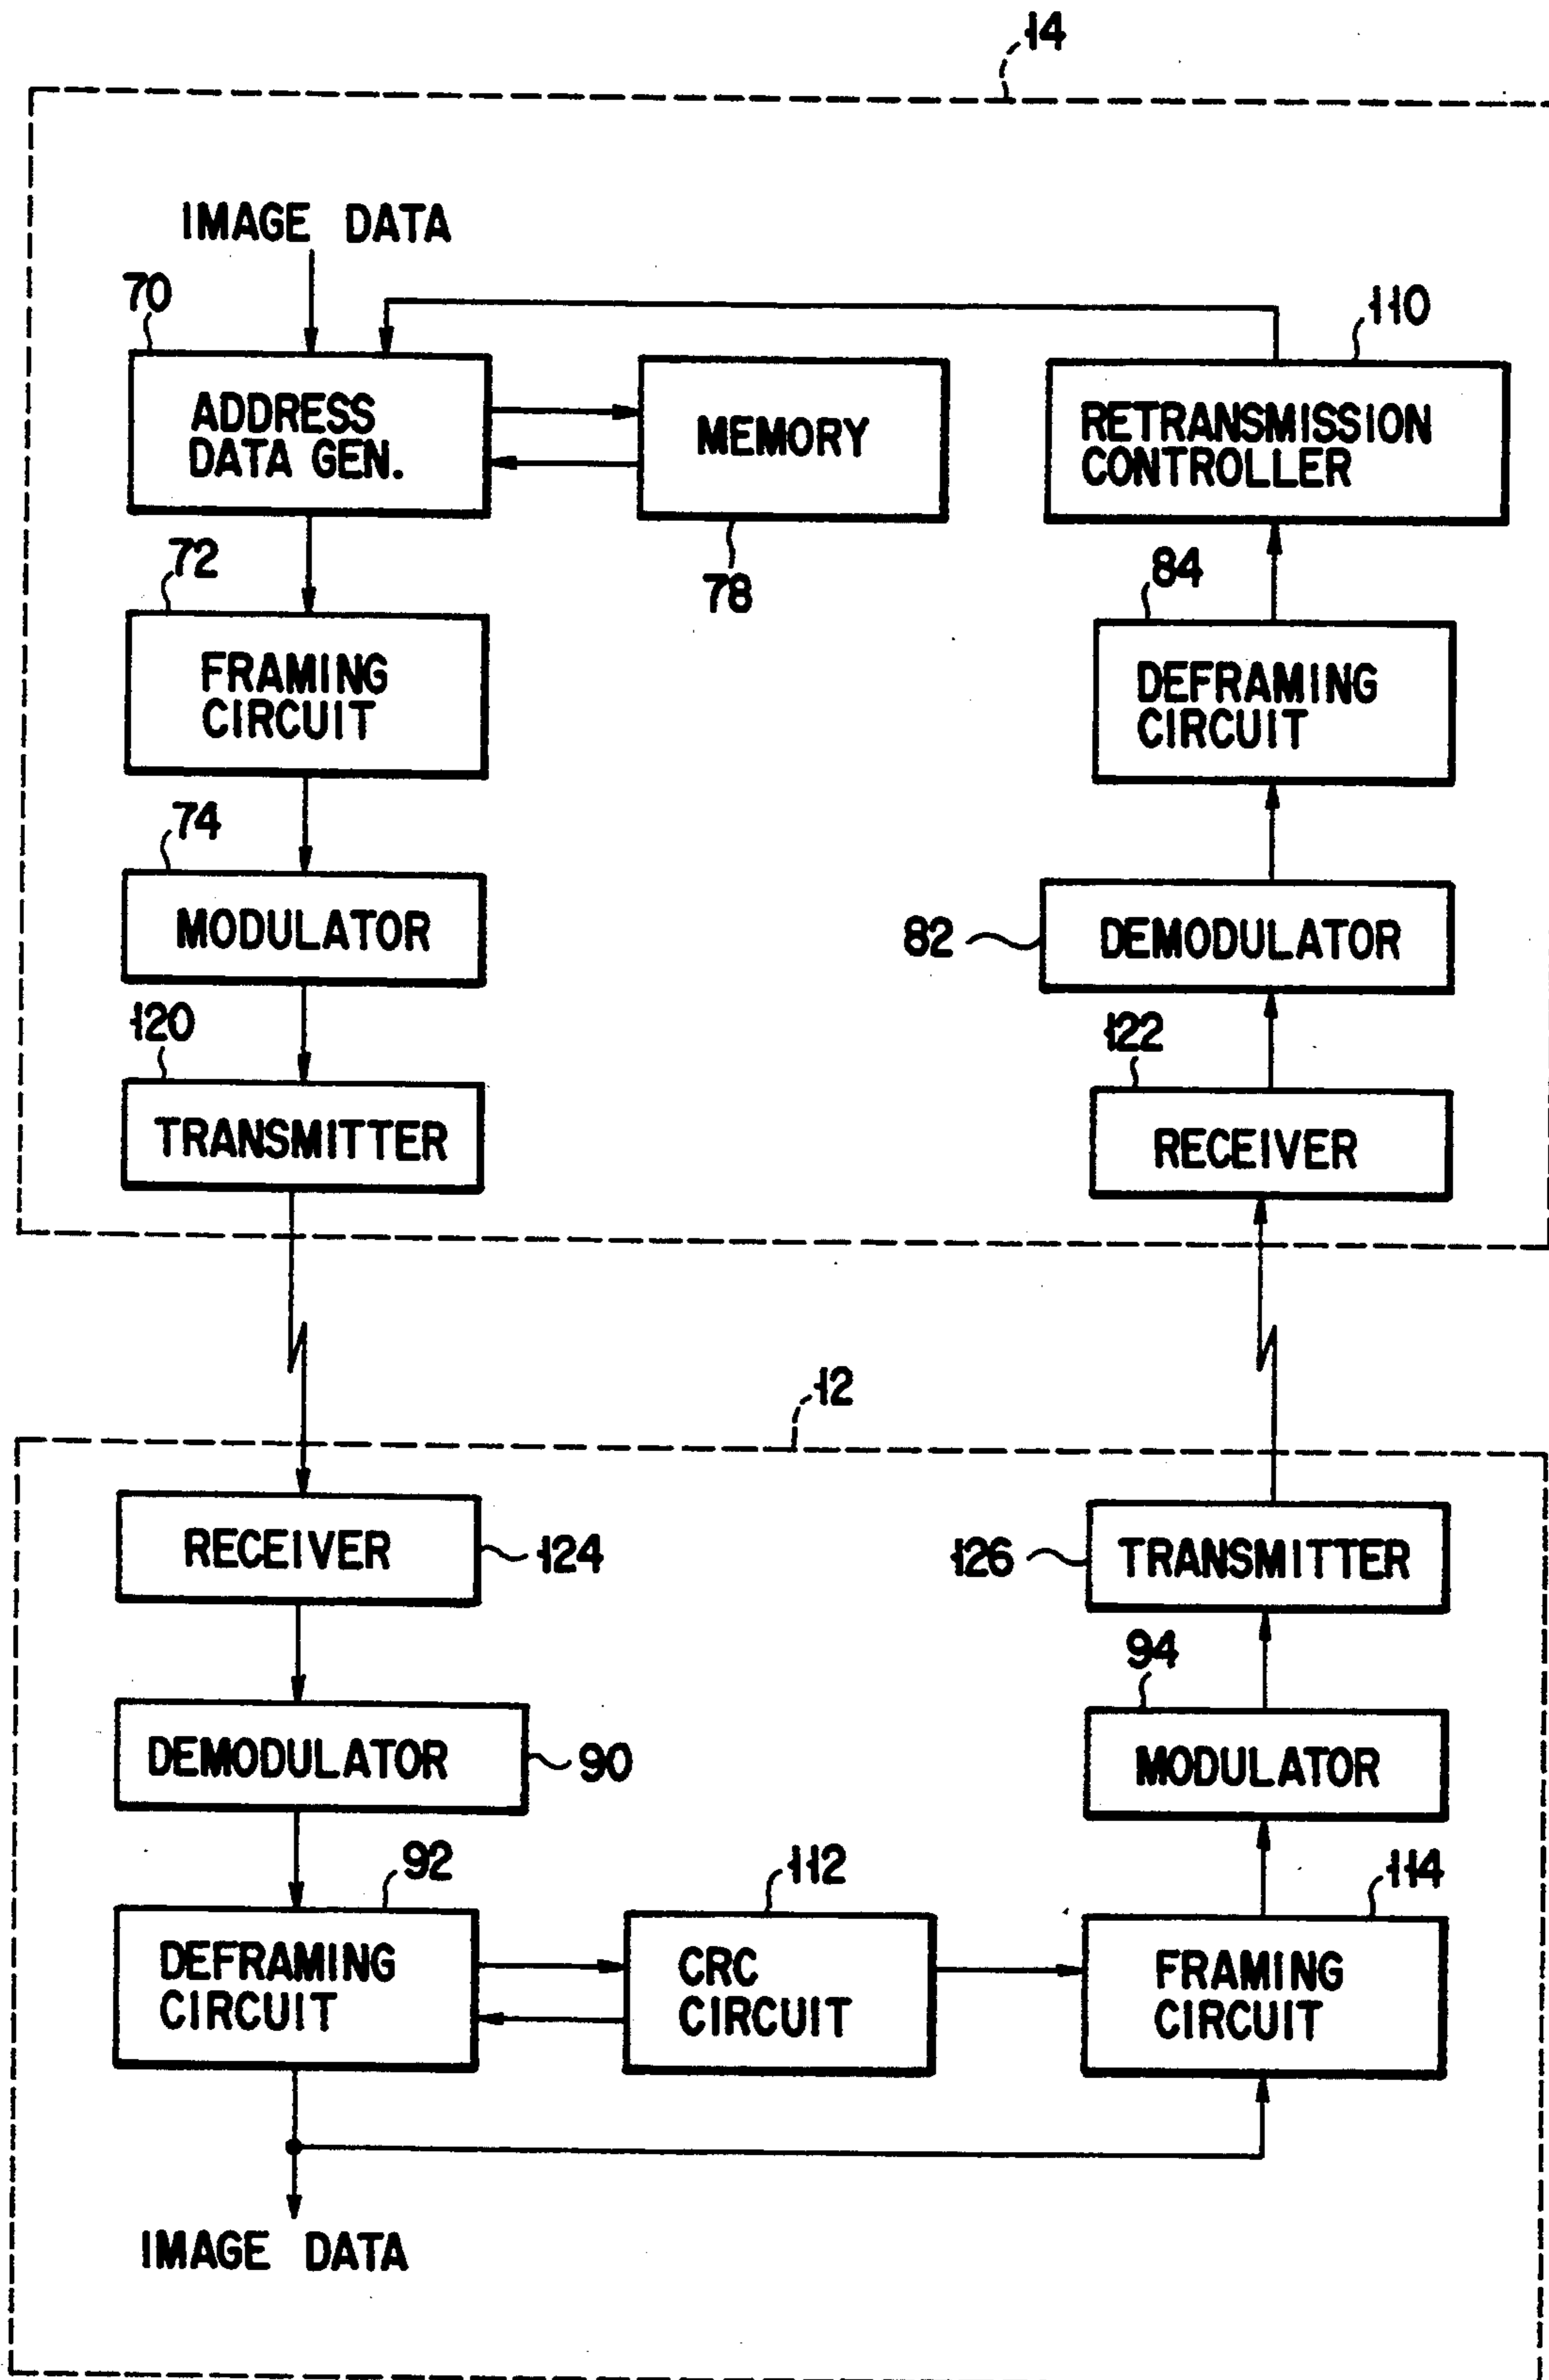 14
IMAGE DATA
70
110
ADDRESS
DATA GEN.
MEMORY
RETRANSMISSION
CONTROLLER
78
72
84
FRAMING
CIRCUIT
DEFRAMING
CIRCUIT
74
MODULATOR
82
DEMODULATOR
120
122
TRANSMITTER
RECEIVER
12
RECEIVER
124
126
TRANSMITTER
94
DEMODULATOR
90
MODULATOR
92
112
114
DEFRAMING
CIRCUIT
CRC
CIRCUIT
FRAMING
CIRCUIT
IMAGE DATA